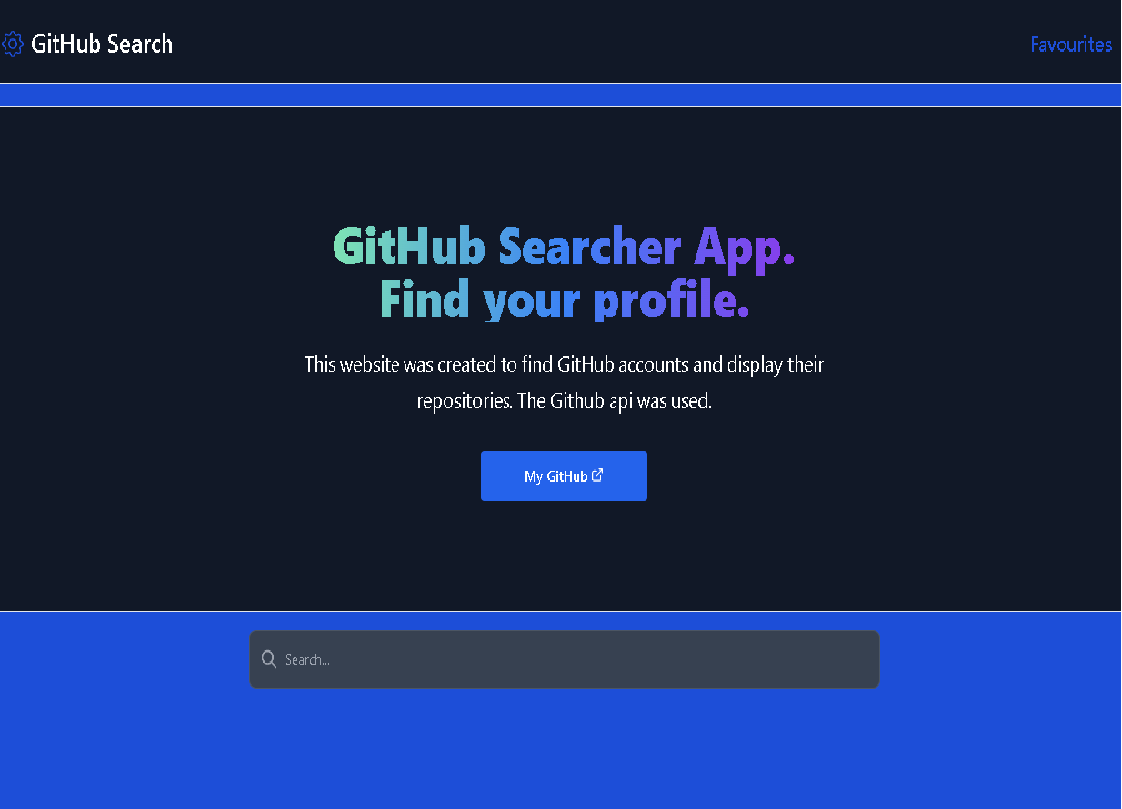 GitHub Search
Favourites
GitHub Searcher App.
Find your profile.
This website was created to find GitHub accounts and display their
repositories. The Github api was used.
My GitHub
Search...